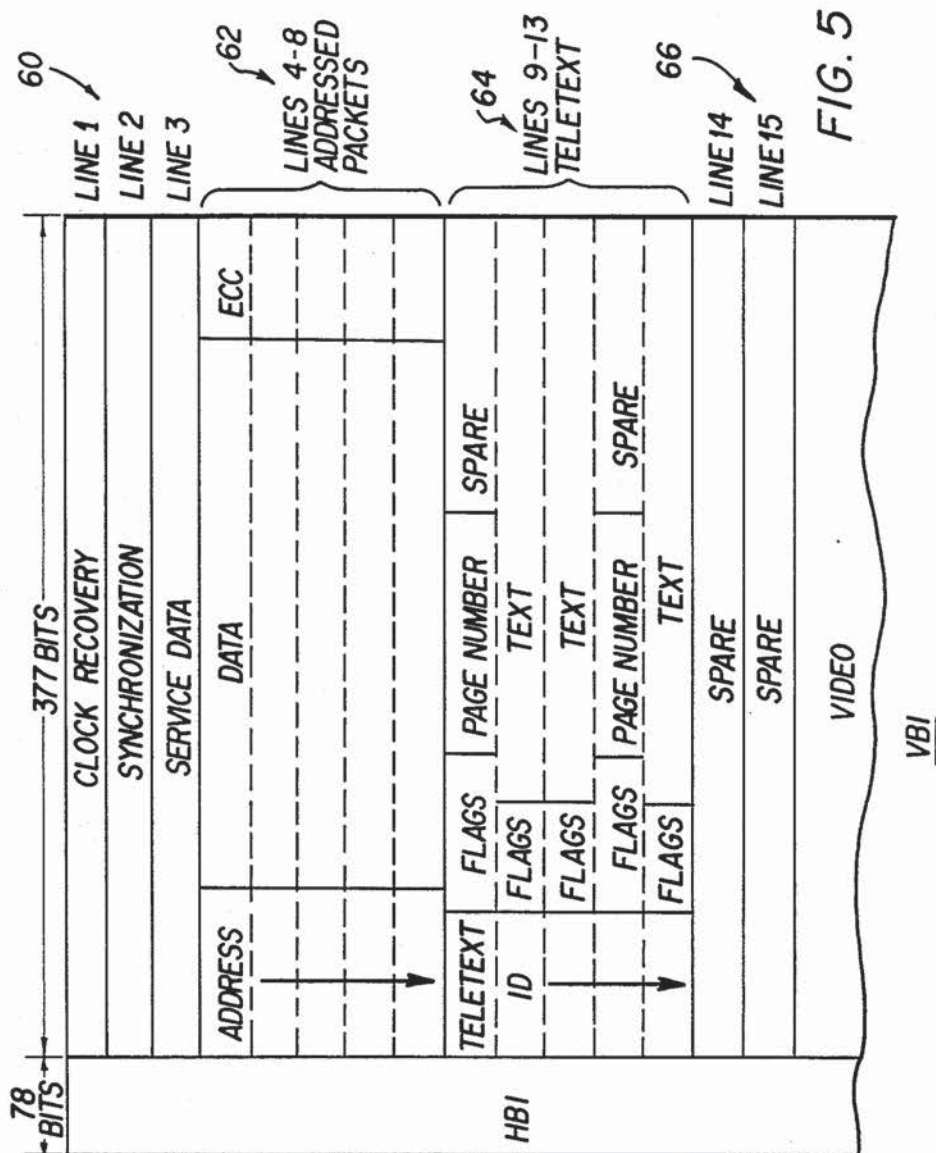 78 BITS
377 BITS
HBI
CLOCK RECOVERY
LINE 1
60
SYNCHRONIZATION
LINE 2
SERVICE DATA
LINE 3
ADDRESS
DATA
ECC
62
LINES 4-8
ADDRESSED
PACKETS
TELETEXT
ID
FLAGS
PAGE NUMBER
SPARE
FLAGS
TEXT
FLAGS
TEXT
FLAGS
PAGE NUMBER
SPARE
FLAGS
TEXT
64
LINES 9-13
TELETEXT
SPARE
LINE 14
SPARE
LINE 15
66
VIDEO
VBI
FIG. 5